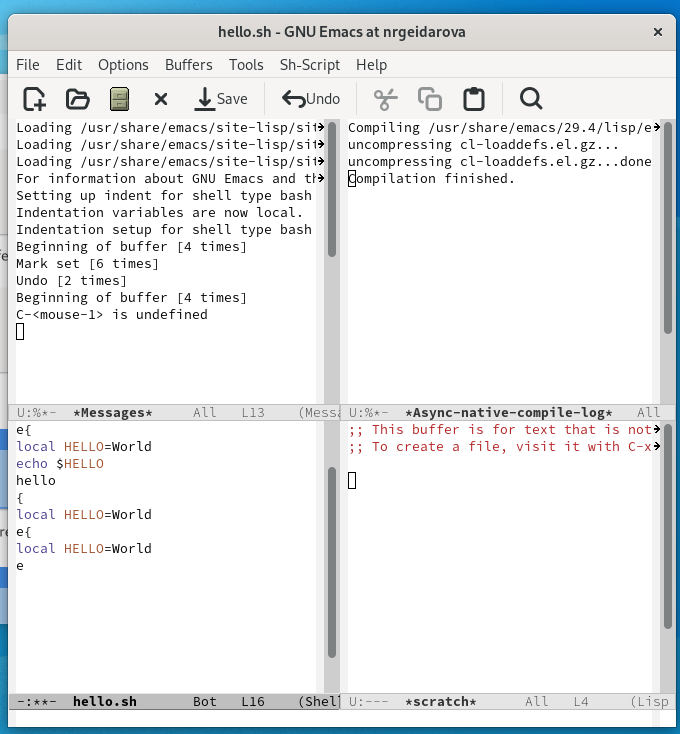 hello.sh - GNU Emacs at nrgeidarova
File Edit Options Buffers Tools Sh-Script Help
Save Undo
Loading /usr/share/emacs/site-lisp/sit
Loading /usr/share/emacs/site-lisp/sit
Loading /usr/share/emacs/site-lisp/sit
For information about GNU Emacs and th
Setting up indent for shell type bash
Indentation variables are now local.
Indentation setup for shell type bash
Beginning of buffer [4 times]
Mark set [6 times]
Undo [2 times]
Beginning of buffer [4 times]
C-<mouse-1> is undefined
U:%*- *Messages* All L13 (Messa
Compiling /usr/share/emacs/29.4/lisp/e
uncompressing cl-loaddefs.el.gz...
uncompressing cl-loaddefs.el.gz...done
Compilation finished.
U:%*- *Async-native-compile-log* All
e{
local HELLO=World
echo $HELLO
hello
{
local HELLO=World
e{
local HELLO=World
e
-:**- hello.sh Bot L16 (Shel
;; This buffer is for text that is not
;; To create a file, visit it with C-x
U:--- *scratch* All L4 (Lisp